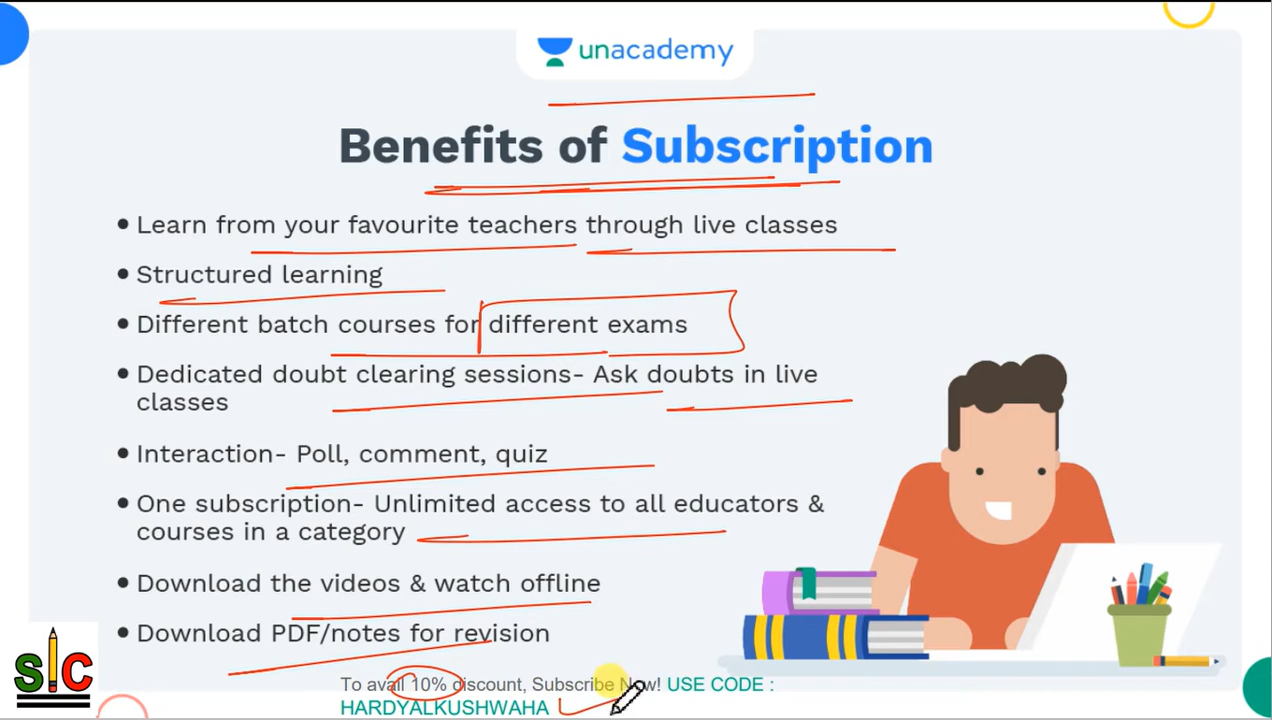 unacademy
Benefits of Subscription
• Learn from your favourite teachers through live classes
• Structured learning
• Different batch courses for different exams
• Dedicated doubt clearing sessions- Ask doubts in live
classes
• Interaction- Poll, comment, quiz
• One subscription- Unlimited access to all educators &
courses in a category
• Download the videos & watch offline
• Download PDF/notes for revision
SIC
To avail 10% discount, Subscribe Now! USE CODE :
HARDYALKUSHWAHA